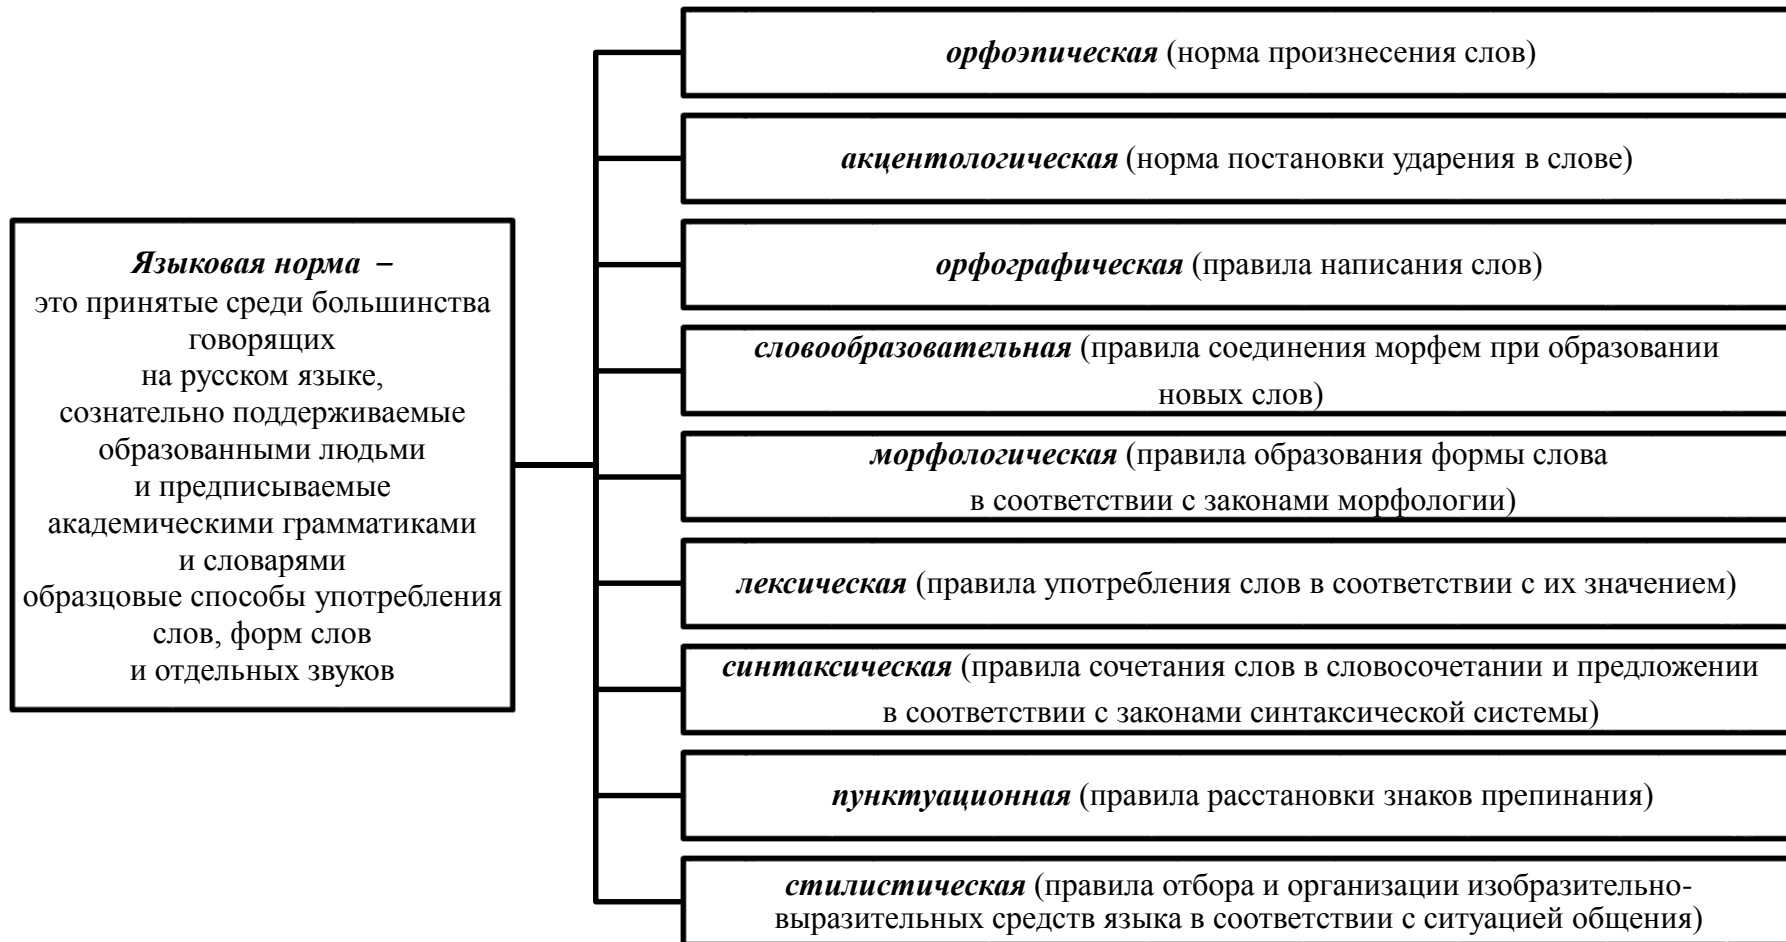 Языковая норма –
это принятые среди большинства
говорящих
на русском языке,
сознательно поддерживаемые
образованными людьми
и предписываемые
академическими грамматиками
и словарями
образцовые способы употребления
слов, форм слов
и отдельных звуков
орфоэпическая (норма произнесения слов)
акцентологическая (норма постановки ударения в слове)
орфографическая (правила написания слов)
словообразовательная (правила соединения морфем при образовании
новых слов)
морфологическая (правила образования формы слова
в соответствии с законами морфологии)
лексическая (правила употребления слов в соответствии с их значением)
синтаксическая (правила сочетания слов в словосочетании и предложении
в соответствии с законами синтаксической системы)
пунктуационная (правила расстановки знаков препинания)
стилистическая (правила отбора и организации изобразительно-
выразительных средств языка в соответствии с ситуацией общения)